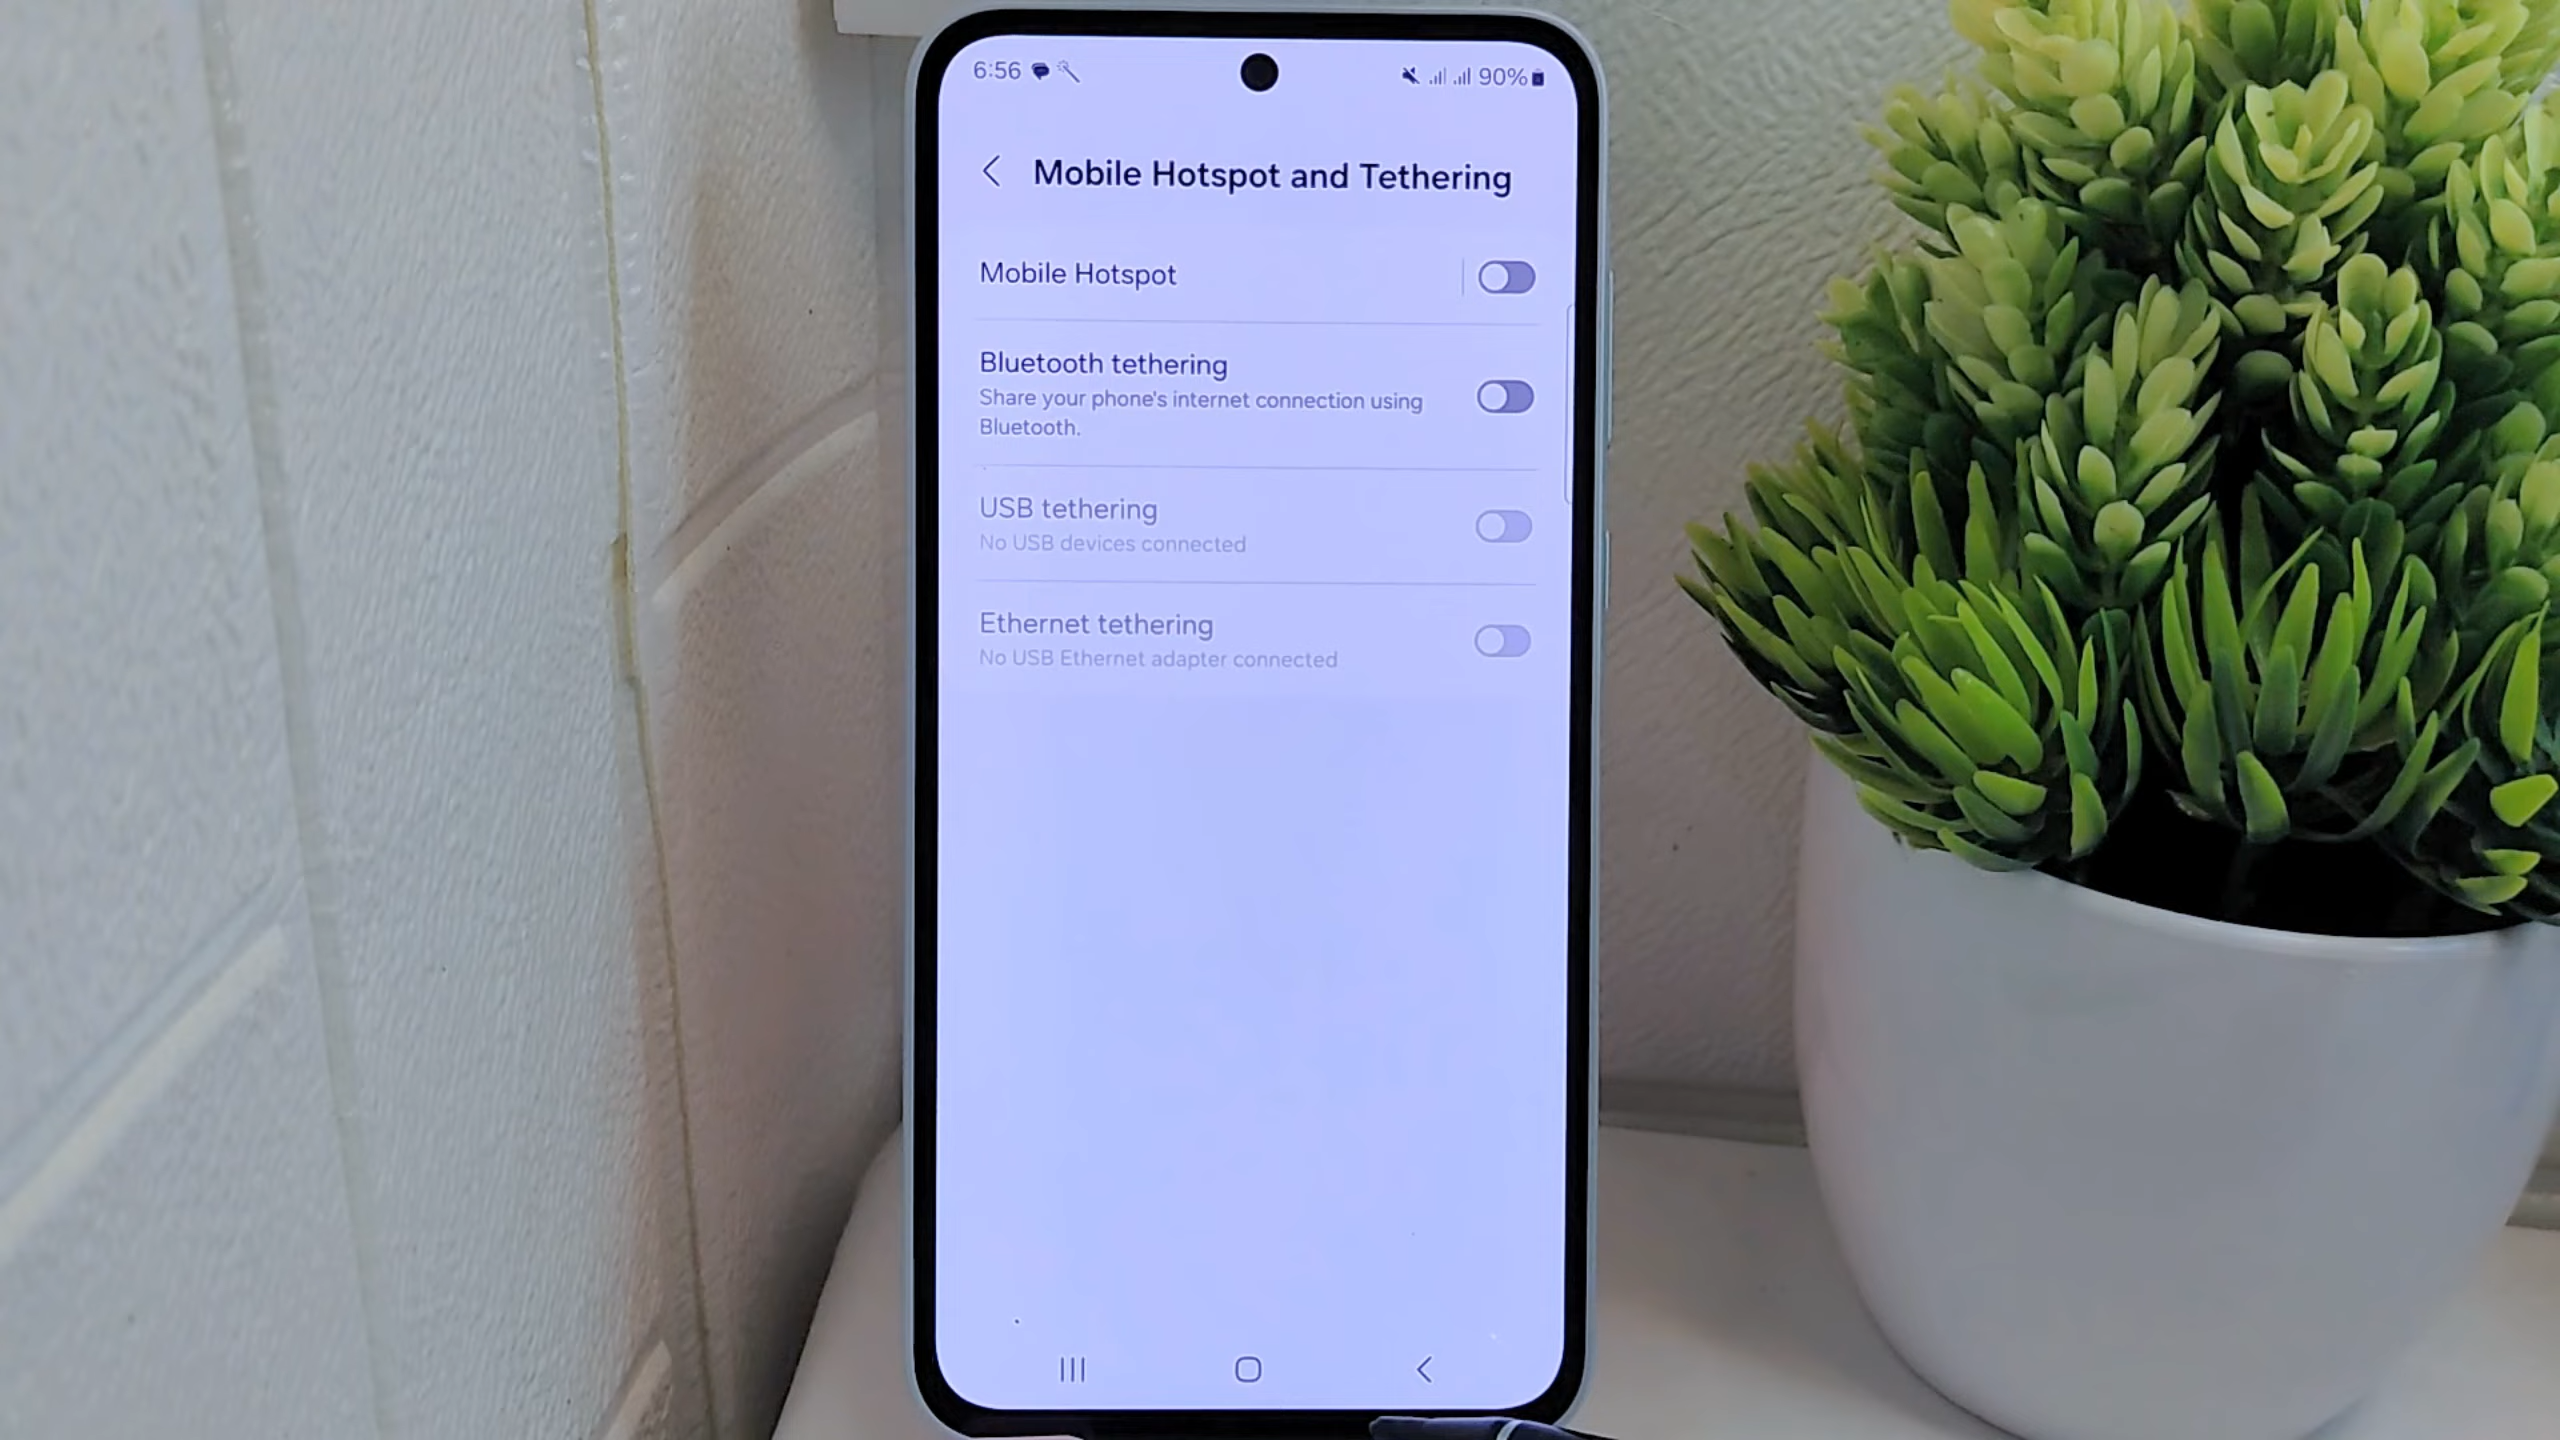 6:56
90%
Mobile Hotspot and Tethering
Mobile Hotspot
Bluetooth tethering
Share your phone's internet connection using
Bluetooth.
USB tethering
No USB devices connected
Ethernet tethering
No USB Ethernet adapter connected